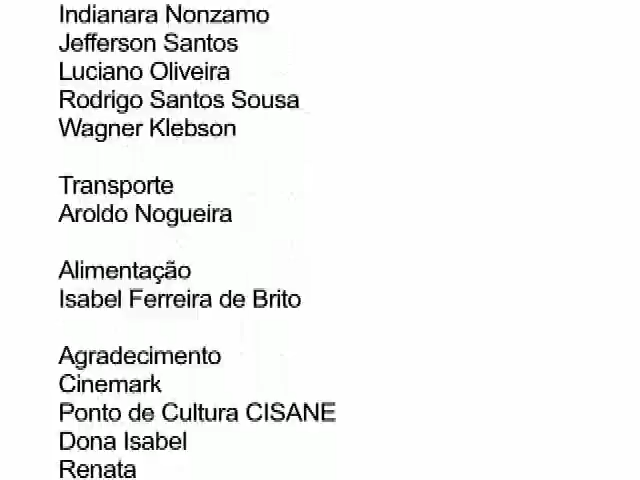 Indianara Nonzamo
Jefferson Santos
Luciano Oliveira
Rodrigo Santos Sousa
Wagner Klebson
Transporte
Aroldo Nogueira
Alimentação
Isabel Ferreira de Brito
Agradecimento
Cinemark
Ponto de Cultura CISANE
Dona Isabel
Renata